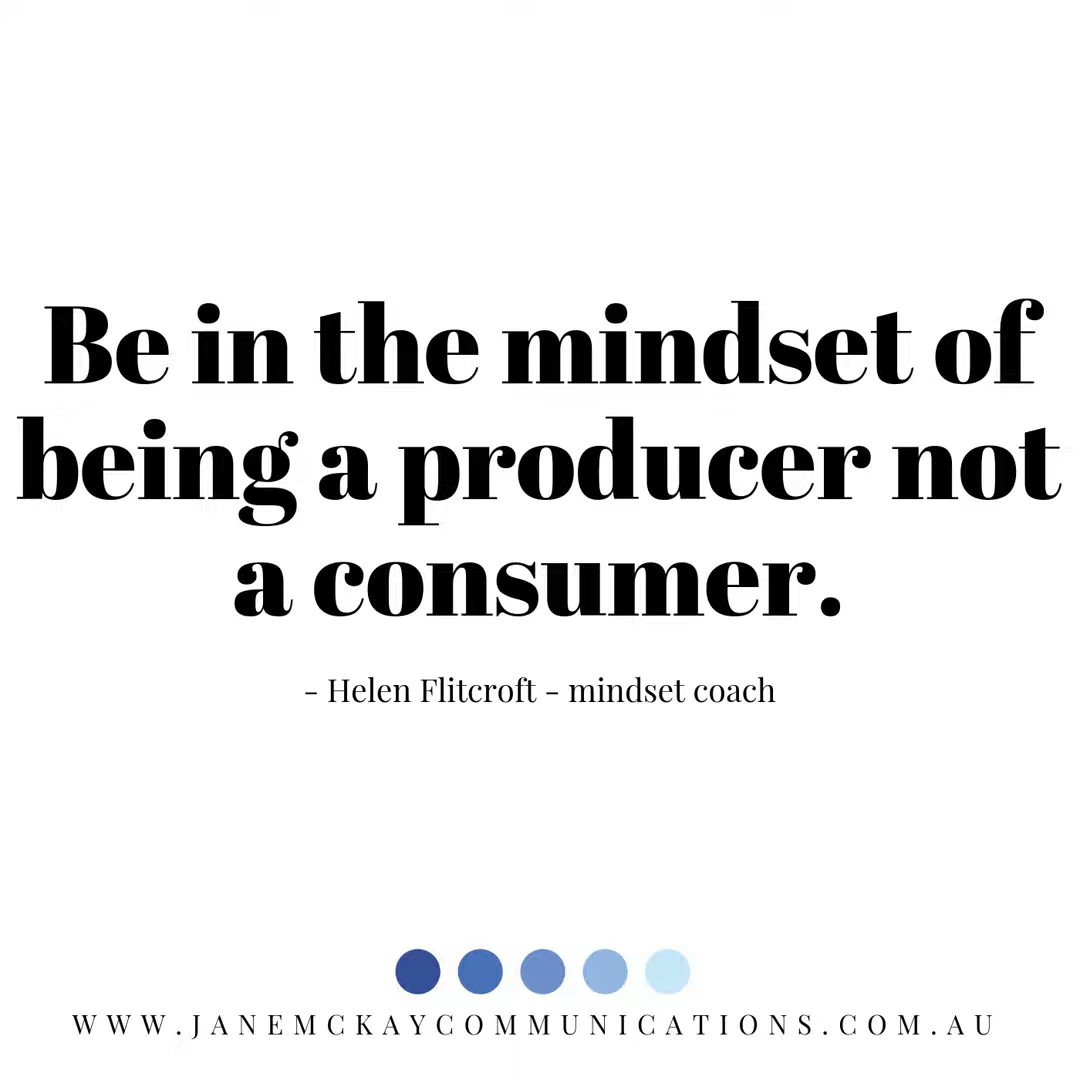 Be in the mindset of
being a producer not
a consumer.
- Helen Flitcroft - mindset coach
WWW.JANEMCKAYCOMMUNICATIONS.COM.AU